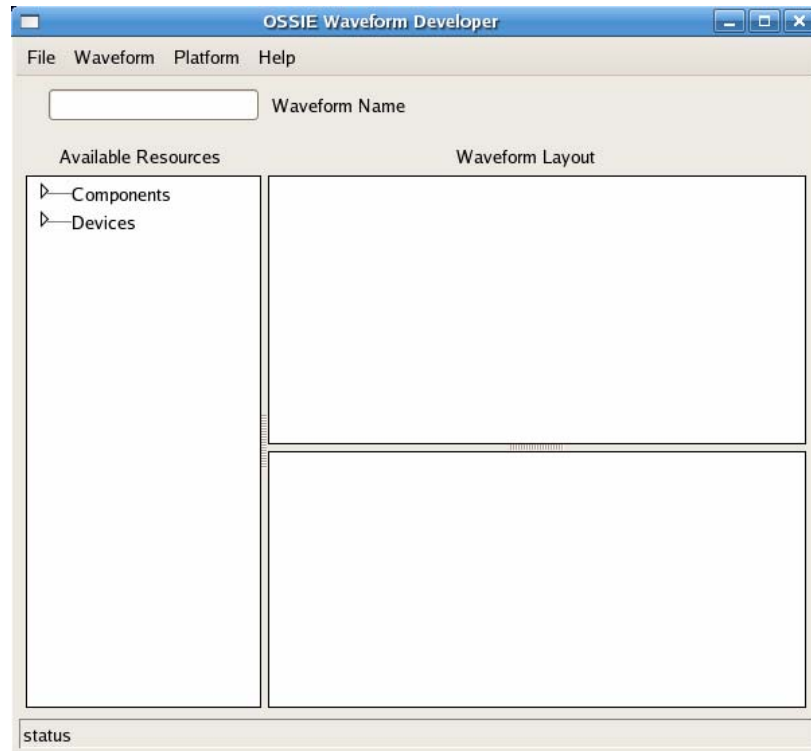 OSSIE Waveform Developer
File Waveform Platform Help
Waveform Name
Available Resources
Waveform Layout
Components
Devices
status